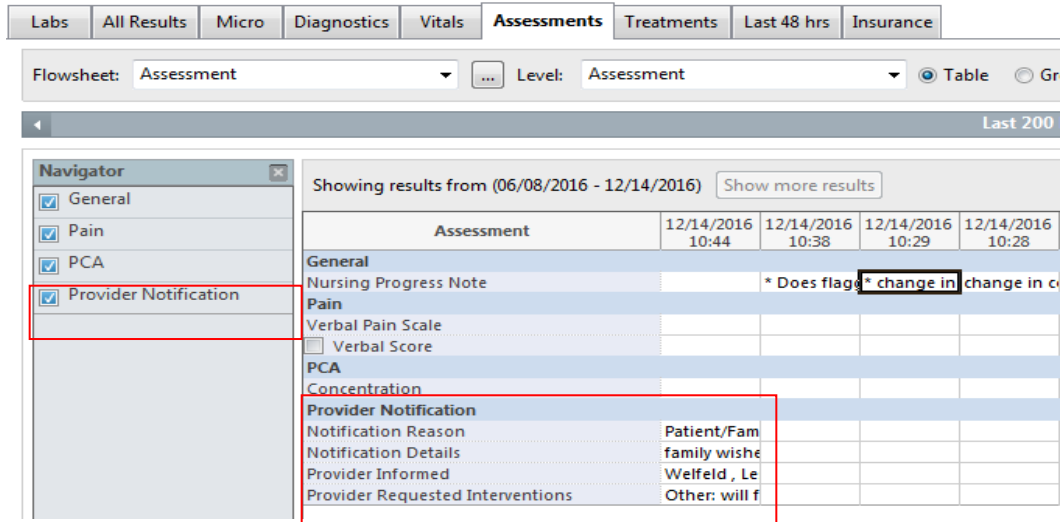 Labs All Results Micro Diagnostics Vitals Assessments Treatments Last 48 hrs Insurance
Flowsheet: Assessment ... Level: Assessment Table Gr
Last 200
Navigator
General
Pain
PCA
Provider Notification
Showing results from (06/08/2016 - 12/14/2016) Show more results
Assessment 12/14/2016 10:44 12/14/2016 10:38 12/14/2016 10:29 12/14/2016 10:28
General
Nursing Progress Note * Does flagg * change in change in c
Pain
Verbal Pain Scale
Verbal Score
PCA
Concentration
Provider Notification
Notification Reason Patient/Fam
Notification Details family wishe
Provider Informed Welfeld , Le
Provider Requested Interventions Other: will f